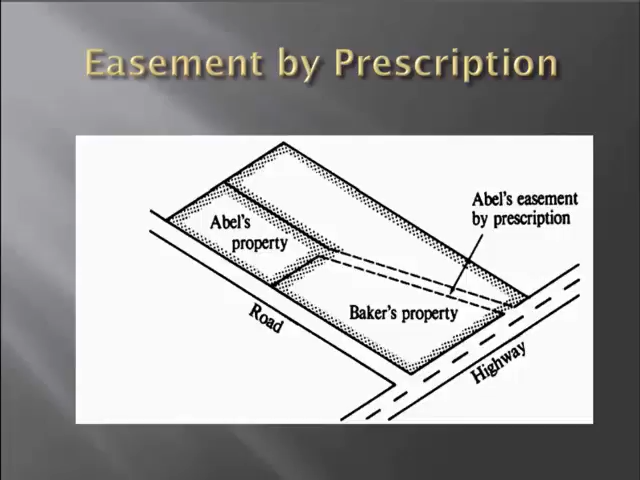 Easement by Prescription
Abel's easement
by prescription
Abel's
property
Baker's property
Road
Highway